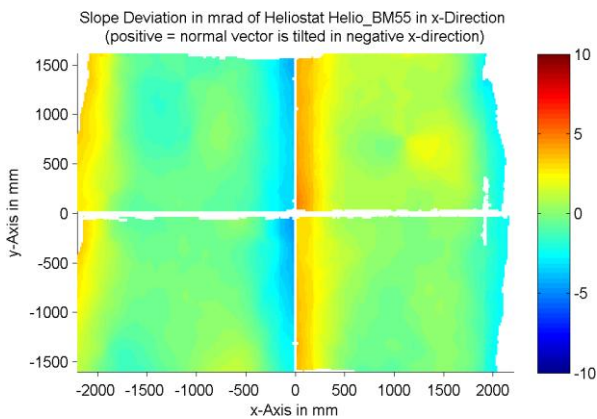 Slope Deviation in mrad of Heliostat Helio_BM55 in x-Direction
(positive = normal vector is tilted in negative x-direction)
1500
1000
500
0
-500
-1000
-1500
y-Axis in mm
-2000 -1500 -1000 -500 0 500 1000 1500 2000
x-Axis in mm
10
5
0
-5
-10